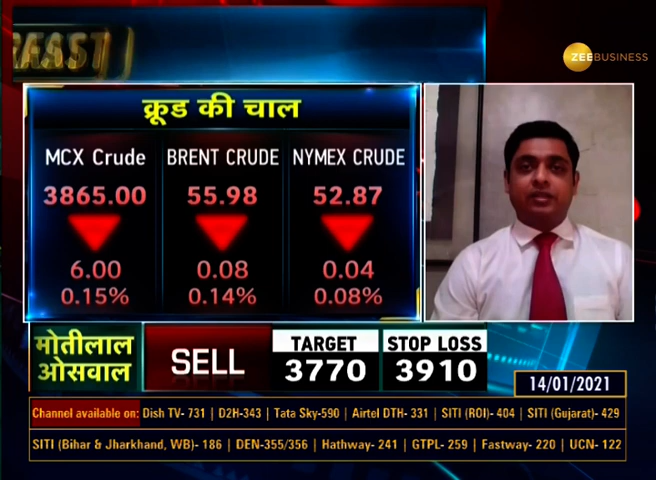 ZEEBUSINESS
क्रूड की चाल
MCX Crude BRENT CRUDE NYMEX CRUDE
3865.00 55.98 52.87
6.00 0.08 0.04
0.15% 0.14% 0.08%
मोतीलाल
ओसवाल
SELL
TARGET
3770
STOP LOSS
3910
14/01/2021
Channel available on: Dish TV- 731 | D2H-343 | Tata Sky-590 | Airtel DTH- 331 | SITI (ROI)- 404 | SITI (Gujarat)- 429
SITI (Bihar & Jharkhand, WB)- 186 | DEN-355/356 | Hathway- 241 | GTPL- 259 | Fastway- 220 | UCN- 122